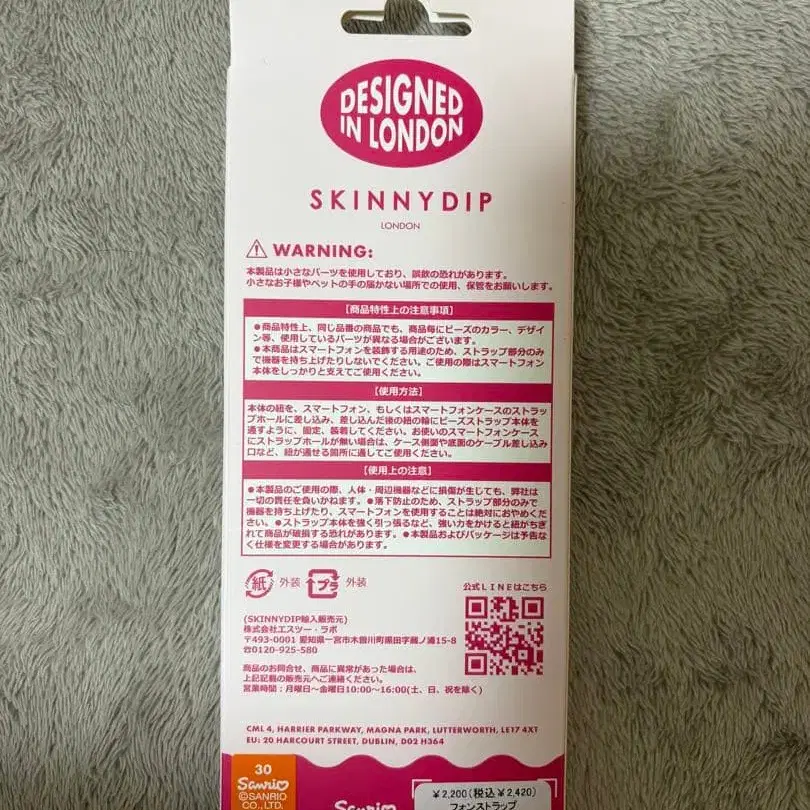 DESIGNED
IN LONDON
SKINNYDIP
LONDON
WARNING:
本製品は小さなパーツを使用しており、誤飲の恐れがあります。
小さなお子様やペットの手の届かない場所での使用、保管をお願いします。
【商品特性上の注意事項】
●商品特性上、同じ品番の商品でも、商品毎にビーズのカラー、デザイ
ン等、使用しているパーツが異なる場合がございます。
●本商品はスマートフォンを装飾する用途のため、ストラップ部分のみ
で機器を持ち上げたりしないでください。ご使用の際はスマートフォン
本体をしっかりと支えてご使用ください。
【使用方法】
本体の紐を、スマートフォン、もしくはスマートフォンケースのストラッ
プホールに差し込み、差し込んだ後の紐の輪にビーズストラップ本体を
通すように、固定、装着してください。お使いのスマートフォンケース
にストラップホールが無い場合は、ケース側面や底面のケーブル差し込み
口など、紐が通せる箇所に通してご使用ください。
【使用上の注意】
●本製品のご使用の際、人体・周辺機器などに損傷が生じても、弊社は
一切の責任を負いかねます。●落下防止のため、ストラップ部分のみで
機器を持ち上げたり、スマートフォンを使用することは絶対におやめくだ
さい。●ストラップ本体を強く引っ張るなど、強い力をかけると紐がちぎ
れて商品が破損する恐れがあります。●本製品およびパッケージは予告な
く仕様を変更する場合があります。
紙 外装 プラ 外装
公式LINEはこちら
(SKINNYDIP輸入販売元)
株式会社エスツー・ラボ
〒493-0001 愛知県一宮市木曽川町黒田字蔵ノ浦15-8
☎0120-925-580
商品のお問合せ、商品に異常があった場合は、
上記記載の販売元へご連絡ください。
営業時間：月曜日〜金曜日10:00〜16:00(土、日、祝を除く)
CML 4, HARRIER PARKWAY, MAGNA PARK, LUTTERWORTH, LE17 4XT
EU: 20 HARCOURT STREET, DUBLIN, D02 H364
30
Sanrio
©SANRIO
CO.,LTD.
Sanrio
¥2,200(税込¥2,420)
フォンストラップ